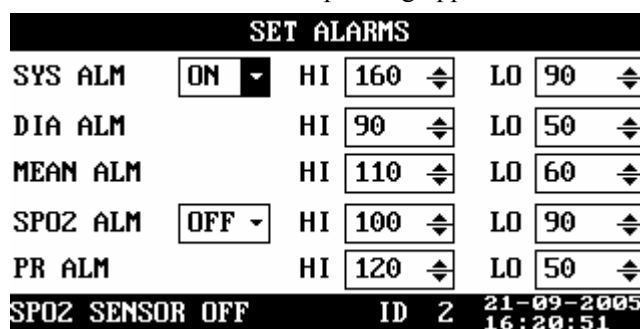 SET ALARMS
SYS ALM ON HI 160 LO 90
DIA ALM HI 90 LO 50
MEAN ALM HI 110 LO 60
SPO2 ALM OFF HI 100 LO 90
PR ALM HI 120 LO 50
SPO2 SENSOR OFF ID 2 21-09-2005
16:20:51